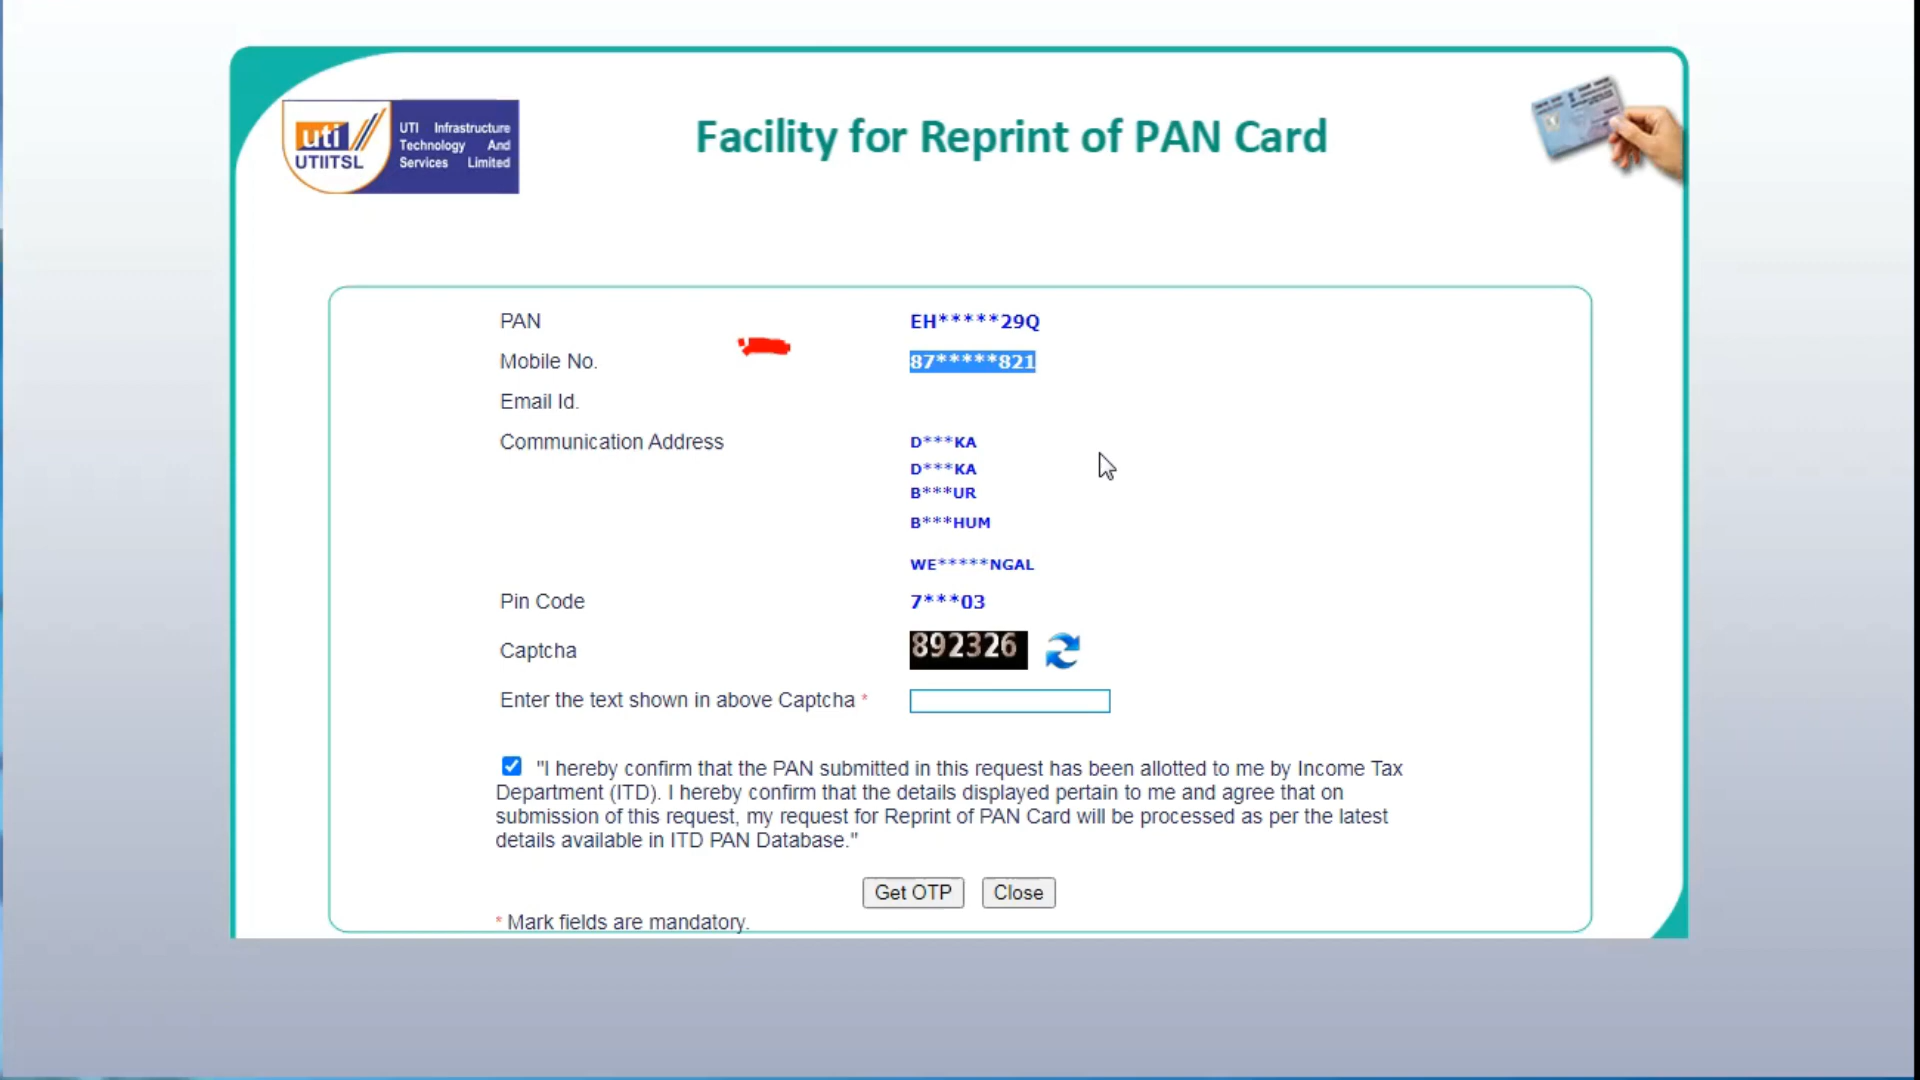 uti
UTIITSL
UTI Infrastructure
Technology And
Services Limited
Facility for Reprint of PAN Card
PAN EH*****29Q
Mobile No. 87*****821
Email Id.
Communication Address D***KA
D***KA
B***UR
B***HUM
WE*****NGAL
Pin Code 7***03
Captcha 892326
Enter the text shown in above Captcha *
"I hereby confirm that the PAN submitted in this request has been allotted to me by Income Tax
Department (ITD). I hereby confirm that the details displayed pertain to me and agree that on
submission of this request, my request for Reprint of PAN Card will be processed as per the latest
details available in ITD PAN Database."
Get OTP Close
* Mark fields are mandatory.